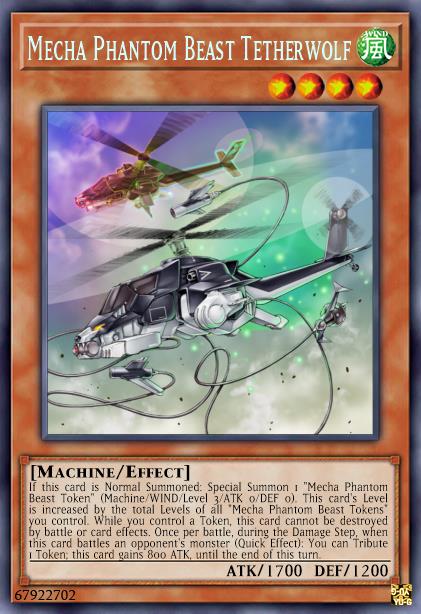 MECHA PHANTOM BEAST TETHERWOLF
WIND
風
[MACHINE/EFFECT]
If this card is Normal Summoned: Special Summon 1 "Mecha Phantom
Beast Token" (Machine/WIND/Level 3/ATK 0/DEF 0). This card's Level
is increased by the total Levels of all "Mecha Phantom Beast Tokens"
you control. While you control a Token, this card cannot be destroyed
by battle or card effects. Once per battle, during the Damage Step, when
this card battles an opponent's monster (Quick Effect): You can Tribute
1 Token; this card gains 800 ATK, until the end of this turn.
ATK/1700 DEF/1200
67922702